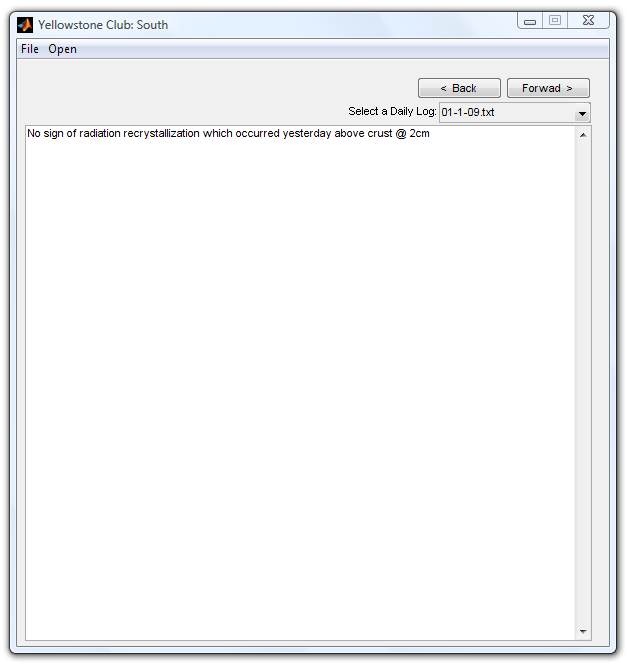 Yellowstone Club: South
File Open
< Back Forwad >
Select a Daily Log: 01-1-09.txt
No sign of radiation recrystallization which occurred yesterday above crust @ 2cm